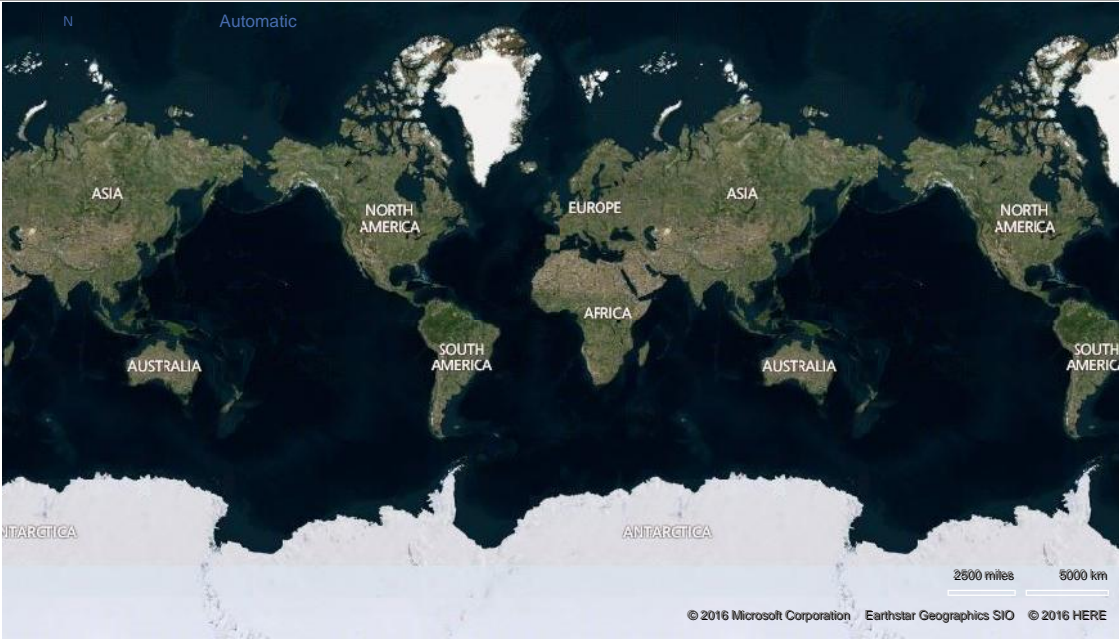 N Automatic
ASIA
ASIA
EUROPE
NORTH
AMERICA
NORTH
AMERICA
AFRICA
SOUTH
AMERICA
SOUTH
AMERICA
AUSTRALIA
AUSTRALIA
NTARCTICA
ANTARCTICA
2500 miles 5000 km
© 2016 Microsoft Corporation Earthstar Geographics SIO © 2016 HERE